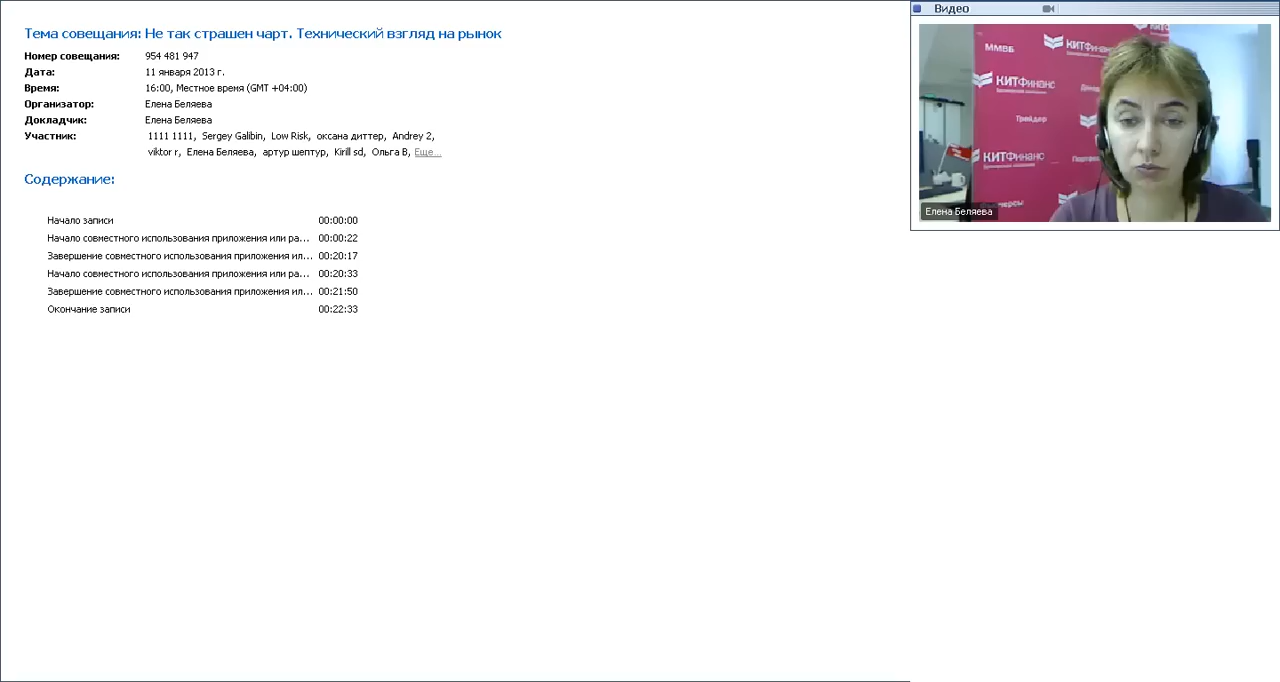 Тема совещания: Не так страшен чарт. Технический взгляд на рынок
Номер совещания: 954 481 947
Дата: 11 января 2013 г.
Время: 16:00, Местное время (GMT +04:00)
Организатор: Елена Беляева
Докладчик: Елена Беляева
Участник: 1111 1111, Sergey Galibin, Low Risk, оксана диттер, Andrey 2,
viktor r, Елена Беляева, артур шептур, Kirill sd, Ольга В, Еще...
Содержание:
Начало записи 00:00:00
Начало совместного использования приложения или ра... 00:00:22
Завершение совместного использования приложения ил... 00:20:17
Начало совместного использования приложения или ра... 00:20:33
Завершение совместного использования приложения ил... 00:21:50
Окончание записи 00:22:33
Видео
ММВБ
КИТФинанс
КИТФинанс
Трейдер
КИТФинанс
Елена Беляева